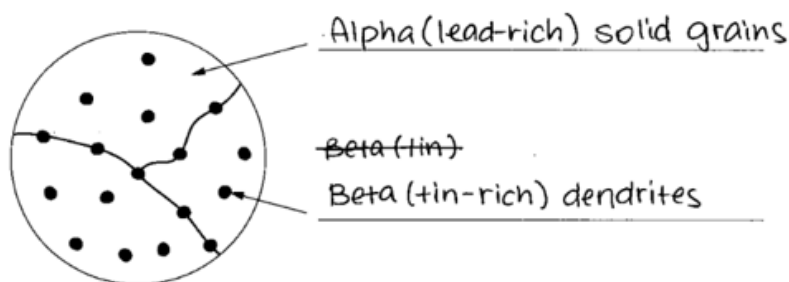 Alpha (lead-rich) solid grains
Beta (tin)
Beta (tin-rich) dendrites